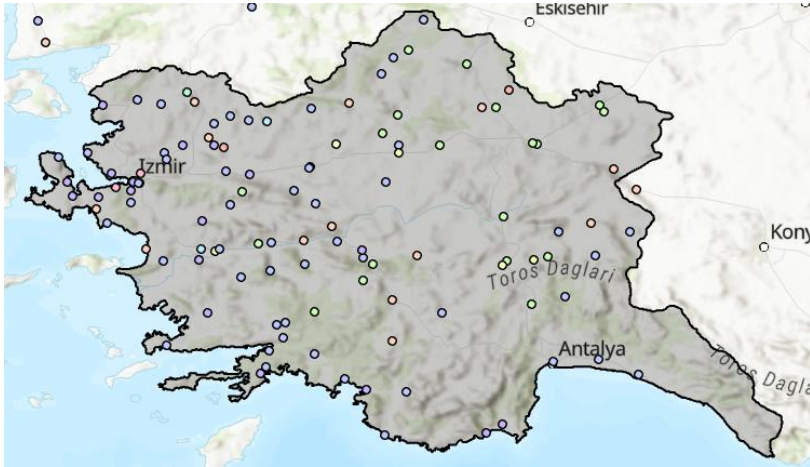 Eskisehir
Izmir
Kony
Toros Daglari
Antalya
Toros Dagla